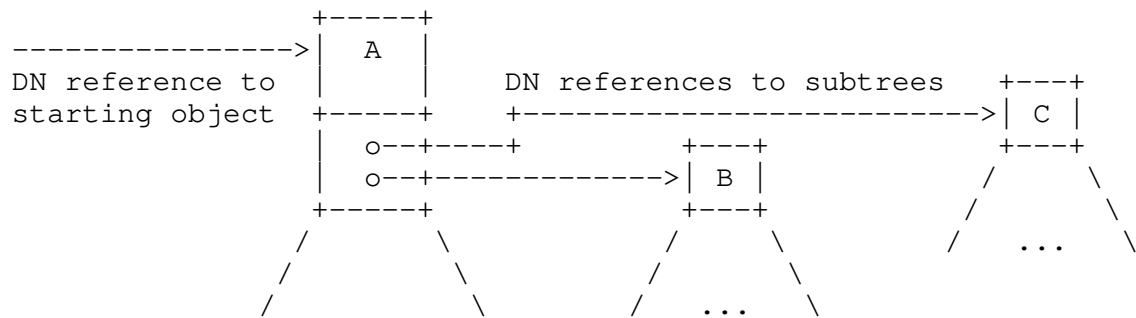 +-----+
---------------->|  A  |
DN reference to  |     |    DN references to subtrees   +---+
starting object  +-----+    +-------------------------->| C |
                 |  o--+----+         +---+             +---+
                 |  o--+------------->| B |            /     \
                 +-----+              +---+           /       \
                /       \            /     \         /   ...   \
               /         \          /       \
              /           \        /   ...   \